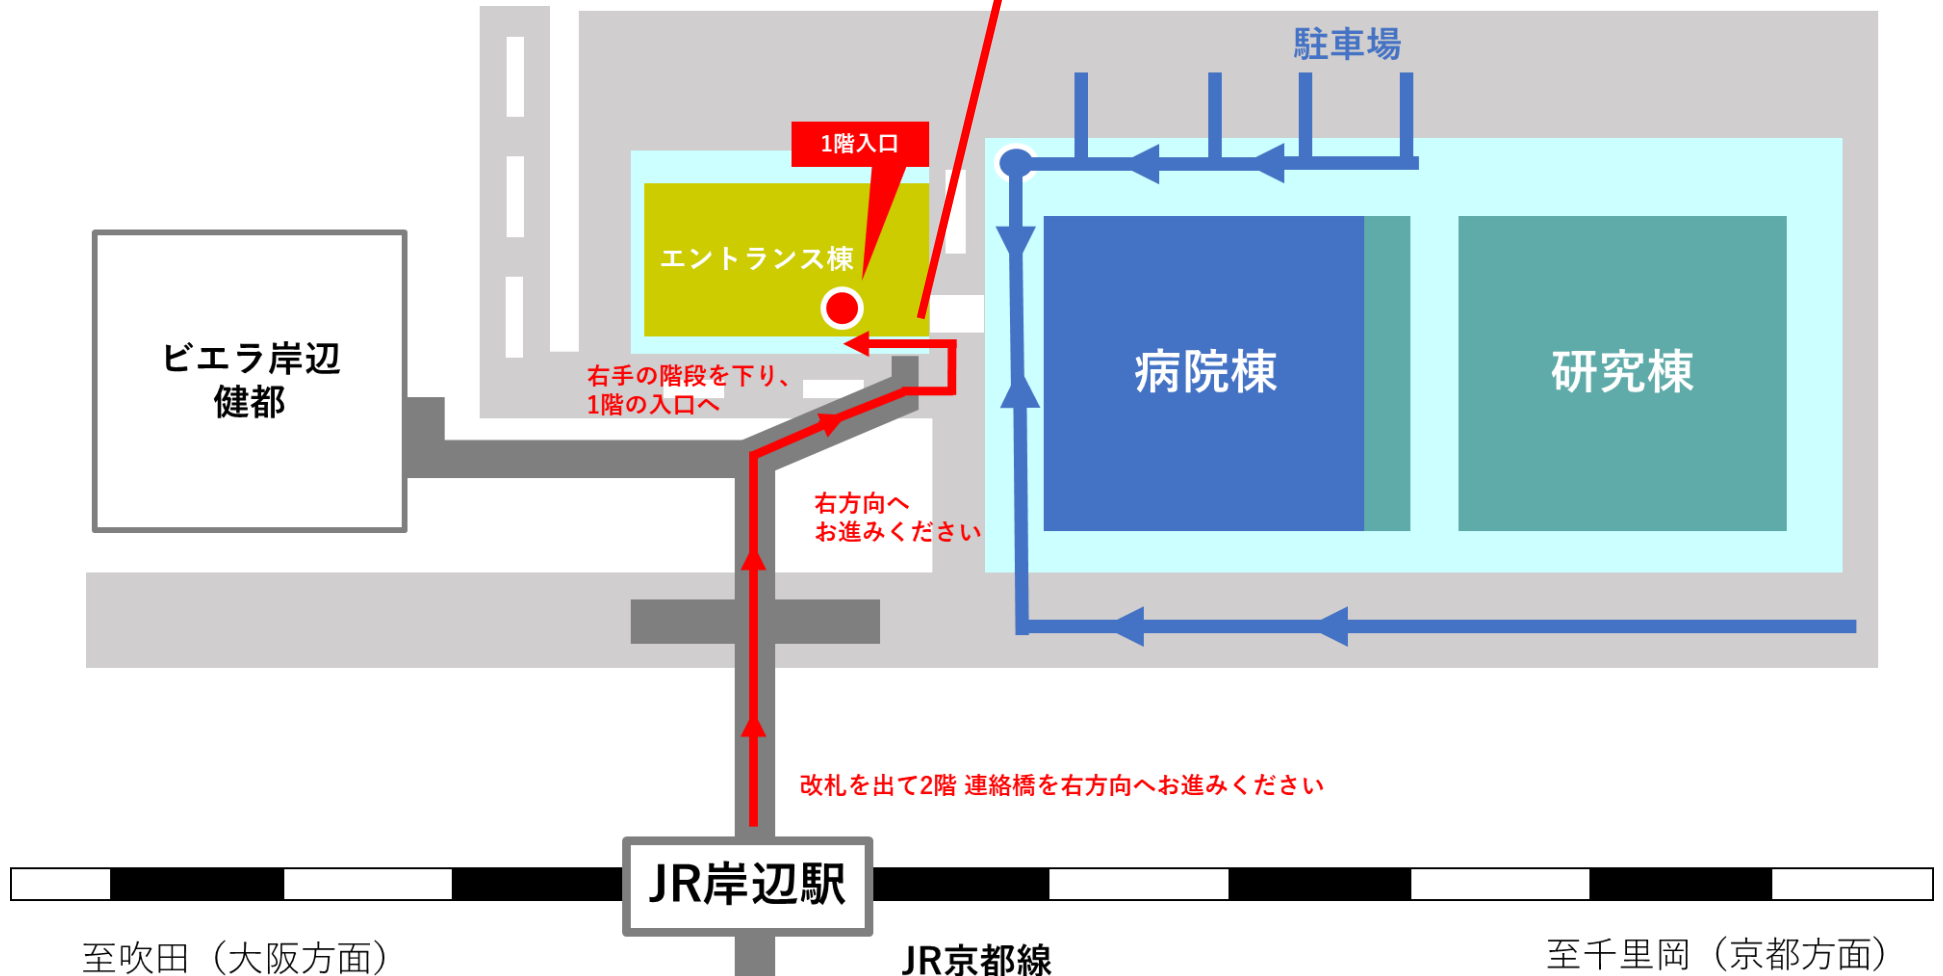 駐車場
1階入口
エントランス棟
ビエラ岸辺
健都
右手の階段を下り、
1階の入口へ
病院棟
研究棟
右方向へ
お進みください
改札を出て2階 連絡橋を右方向へお進みください
JR岸辺駅
至吹田（大阪方面）
JR京都線
至千里岡（京都方面）